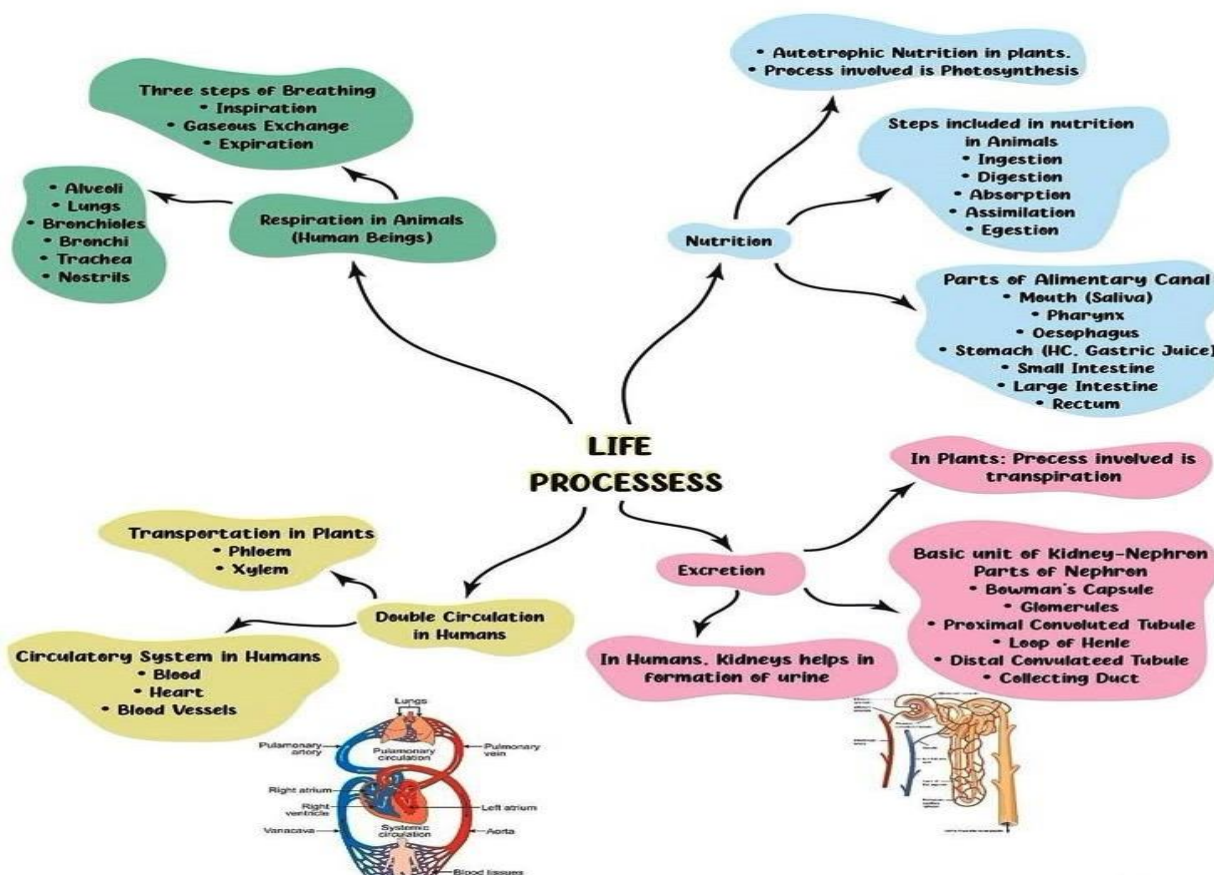 Three steps of Breathing
• Inspiration
• Gaseous Exchange
• Expiration
• Alveoli
• Lungs
• Bronchioles
• Bronchi
• Trachea
• Nostrils
Respiration in Animals
(Human Beings)
• Autotrophic Nutrition in plants.
• Process involved is Photosynthesis
Steps included in nutrition
in Animals
• Ingestion
• Digestion
• Absorption
• Assimilation
• Egestion
Nutrition
Parts of Alimentary Canal
• Mouth (Saliva)
• Pharynx
• Oesophagus
• Stomach (HC, Gastric Juice)
• Small Intestine
• Large Intestine
• Rectum
LIFE
PROCESSESS
In Plants: Process involved is
transpiration
Excretion
Basic unit of Kidney-Nephron
Parts of Nephron
• Bowman's Capsule
• Glomerules
• Proximal Convoluted Tubule
• Loop of Henle
• Distal Convulateed Tubule
• Collecting Duct
In Humans, Kidneys helps in
formation of urine
Transportation in Plants
• Phloem
• Xylem
Double Circulation
in Humans
Circulatory System in Humans
• Blood
• Heart
• Blood Vessels
Lungs
Pulamonary
artery
Pulamonary
circulation
Pulmonary
vein
Right atrium
Right
ventricle
Left atrium
Vanacava
Systemic
circulation
Aorta
Blood tissues